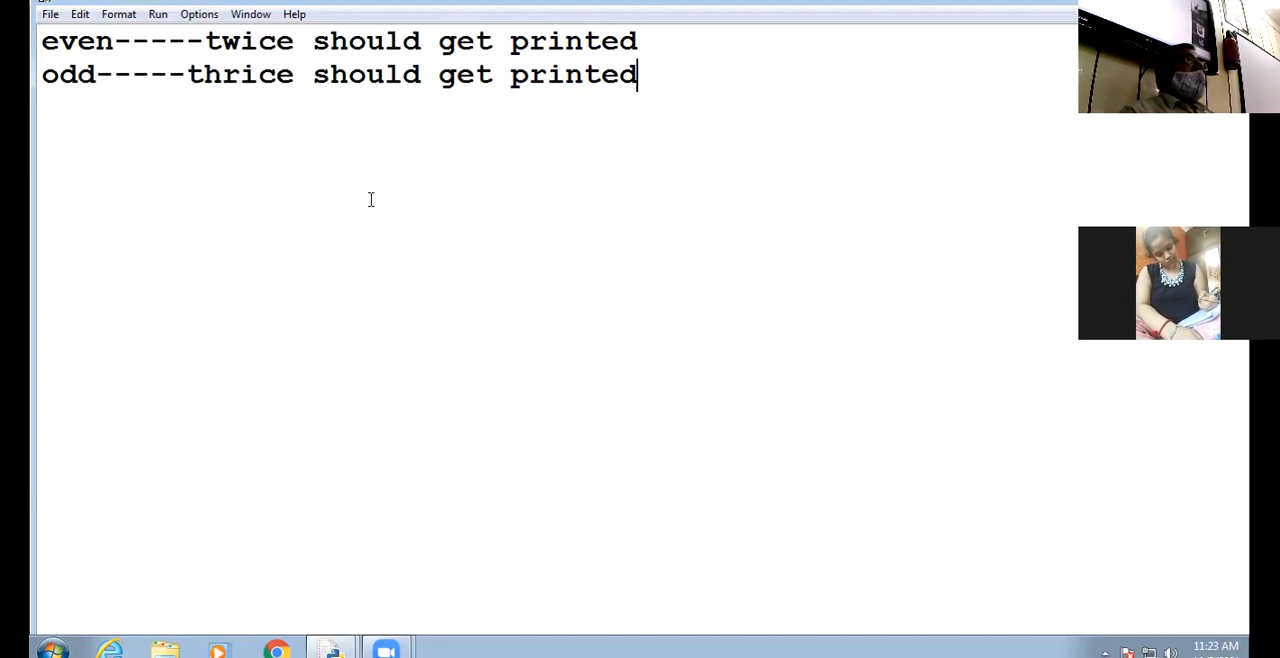 File Edit Format Run Options Window Help
even-----twice should get printed
odd-----thrice should get printed
11:23 AM